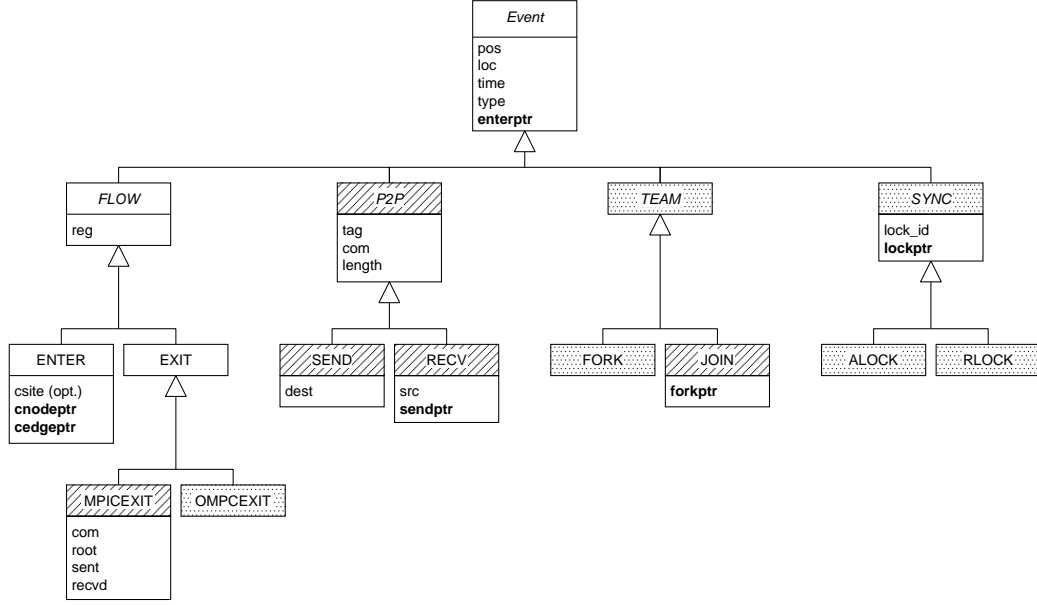 Event
pos
loc
time
type
enterptr
FLOW
reg
P2P
tag
com
length
TEAM
SYNC
lock_id
lockptr
ENTER
csite (opt.)
cnodeptr
cedgeptr
EXIT
SEND
dest
RECV
src
sendptr
FORK
JOIN
forkptr
ALOCK
RLOCK
MPICEXIT
com
root
sent
recvd
OMPCEXIT